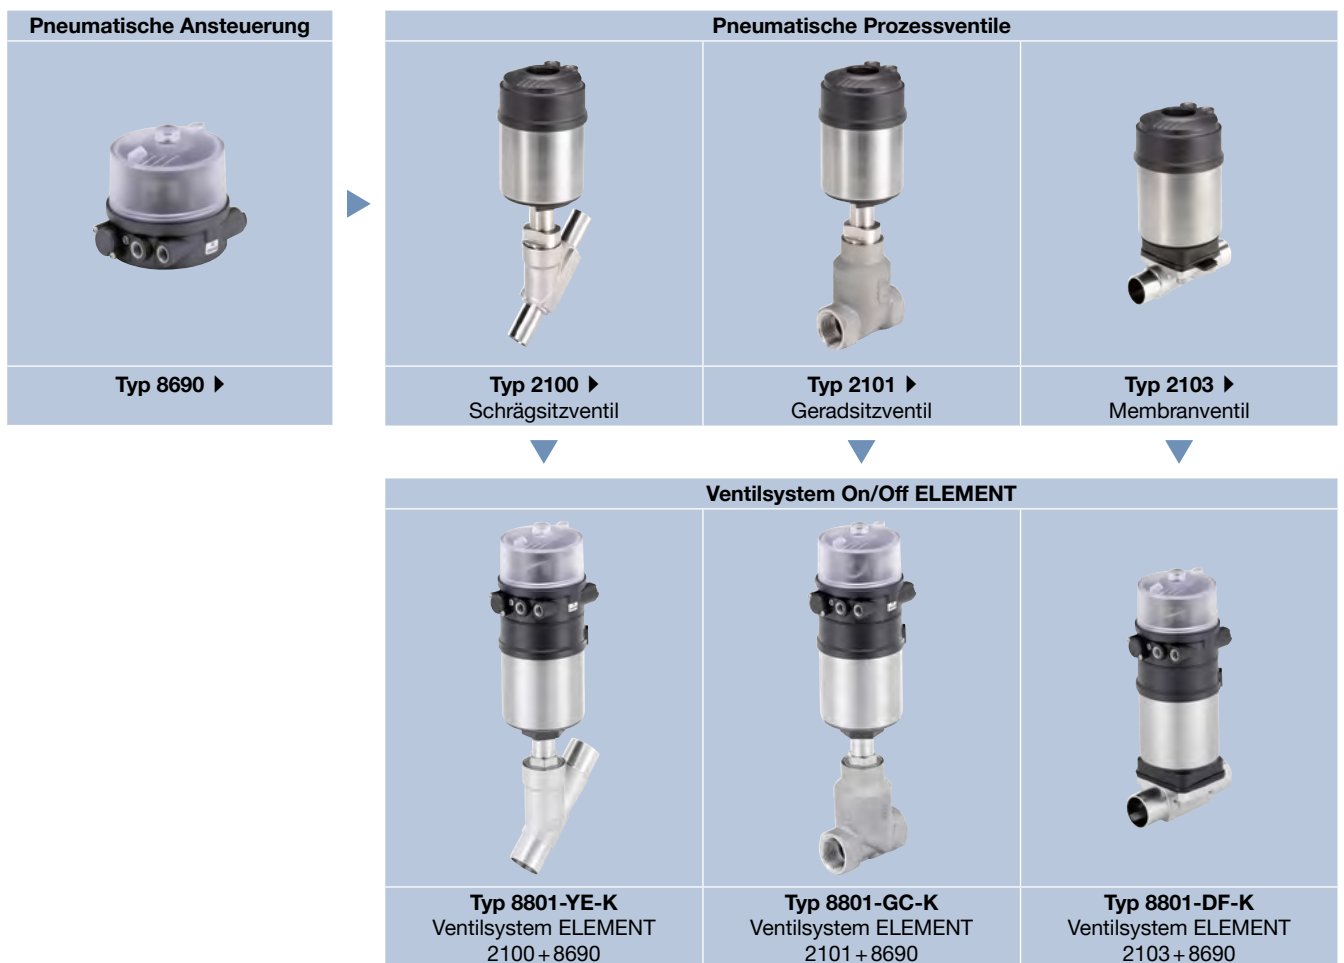 Pneumatische Ansteuerung
Typ 8690 ▶
Pneumatische Prozessventile
Typ 2100 ▶
Schrägsitzventil
Typ 2101 ▶
Geradsitzventil
Typ 2103 ▶
Membranventil
Ventilsystem On/Off ELEMENT
Typ 8801-YE-K
Ventilsystem ELEMENT
2100 + 8690
Typ 8801-GC-K
Ventilsystem ELEMENT
2101 + 8690
Typ 8801-DF-K
Ventilsystem ELEMENT
2103 + 8690